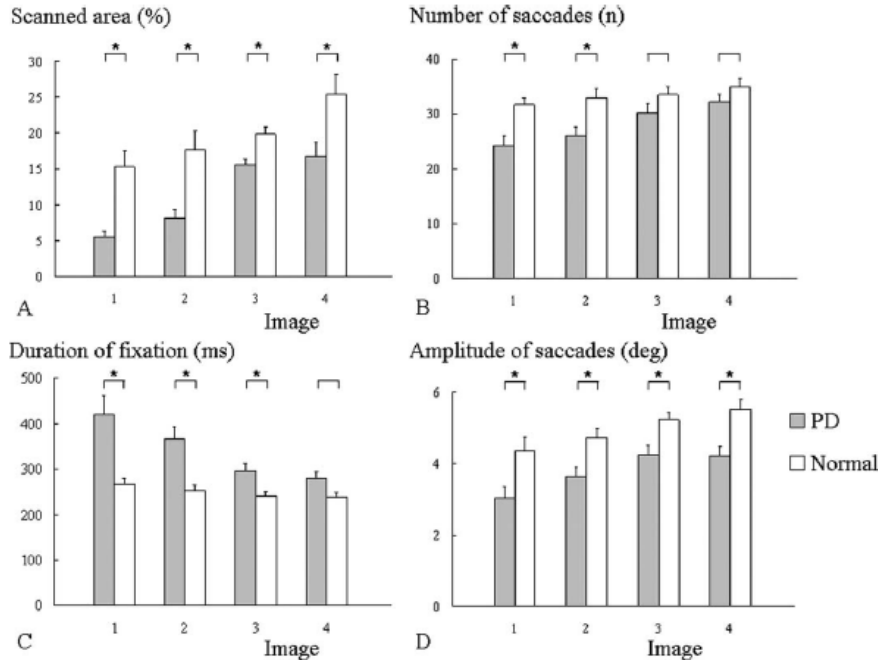 Scanned area (%)
* * * *
30
25
20
15
10
5
0
1 2 3 4
A
Image
Number of saccades (n)
* *
40
30
20
10
0
1 2 3 4
B
Image
Duration of fixation (ms)
* * *
500
400
300
200
100
0
1 2 3 4
C
Image
Amplitude of saccades (deg)
* * * *
6
4
2
0
1 2 3 4
D
Image
PD
Normal